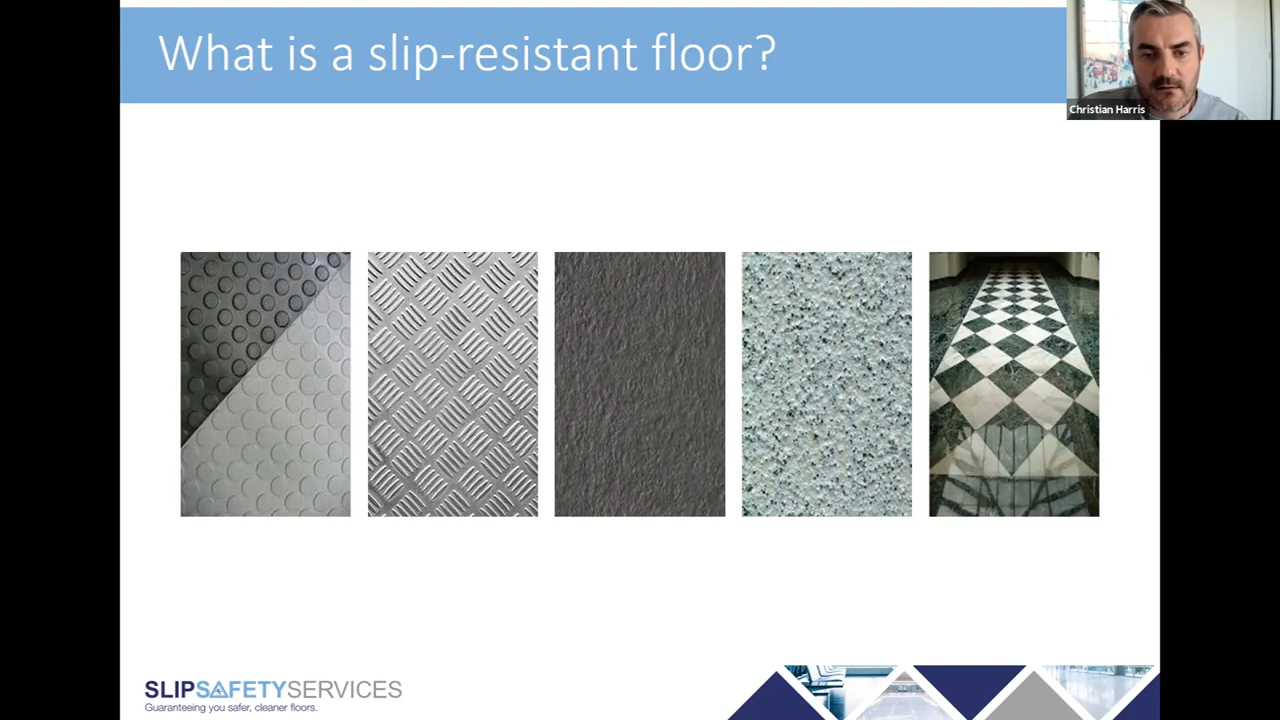 What is a slip-resistant floor?
Christian Harris
SLIPSAFETYSERVICES
Guaranteeing you safer, cleaner floors.